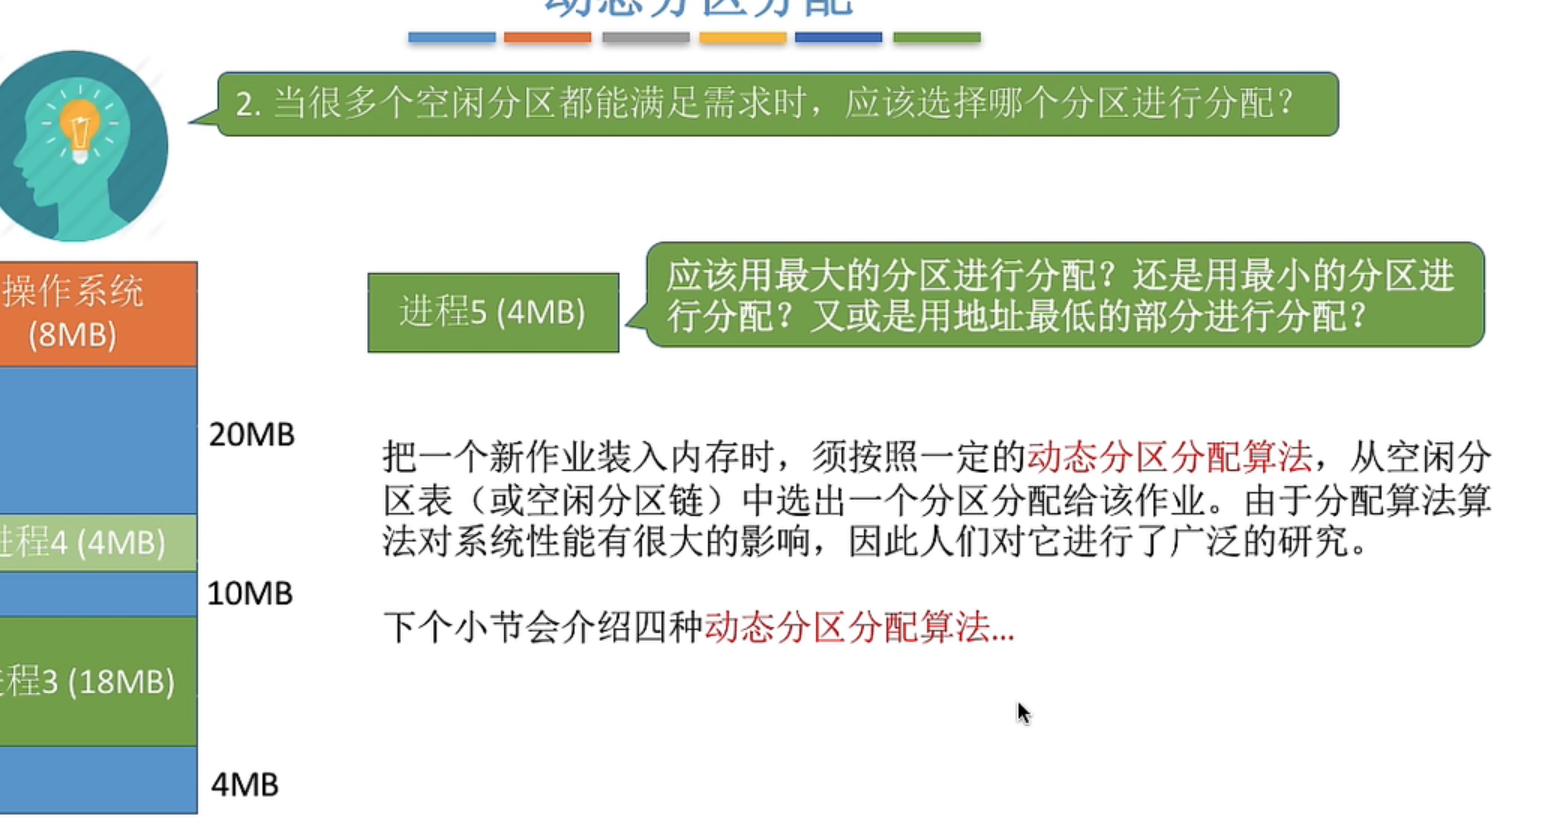 动态分区分配
2. 当很多个空闲分区都能满足需求时，应该选择哪个分区进行分配？
操作系统
(8MB)
20MB
进程4 (4MB)
10MB
程3 (18MB)
4MB
进程5 (4MB)
应该用最大的分区进行分配？还是用最小的分区进
行分配？又或是用地址最低的部分进行分配？
把一个新作业装入内存时，须按照一定的动态分区分配算法，从空闲分
区表（或空闲分区链）中选出一个分区分配给该作业。由于分配算法算
法对系统性能有很大的影响，因此人们对它进行了广泛的研究。
下个小节会介绍四种动态分区分配算法...